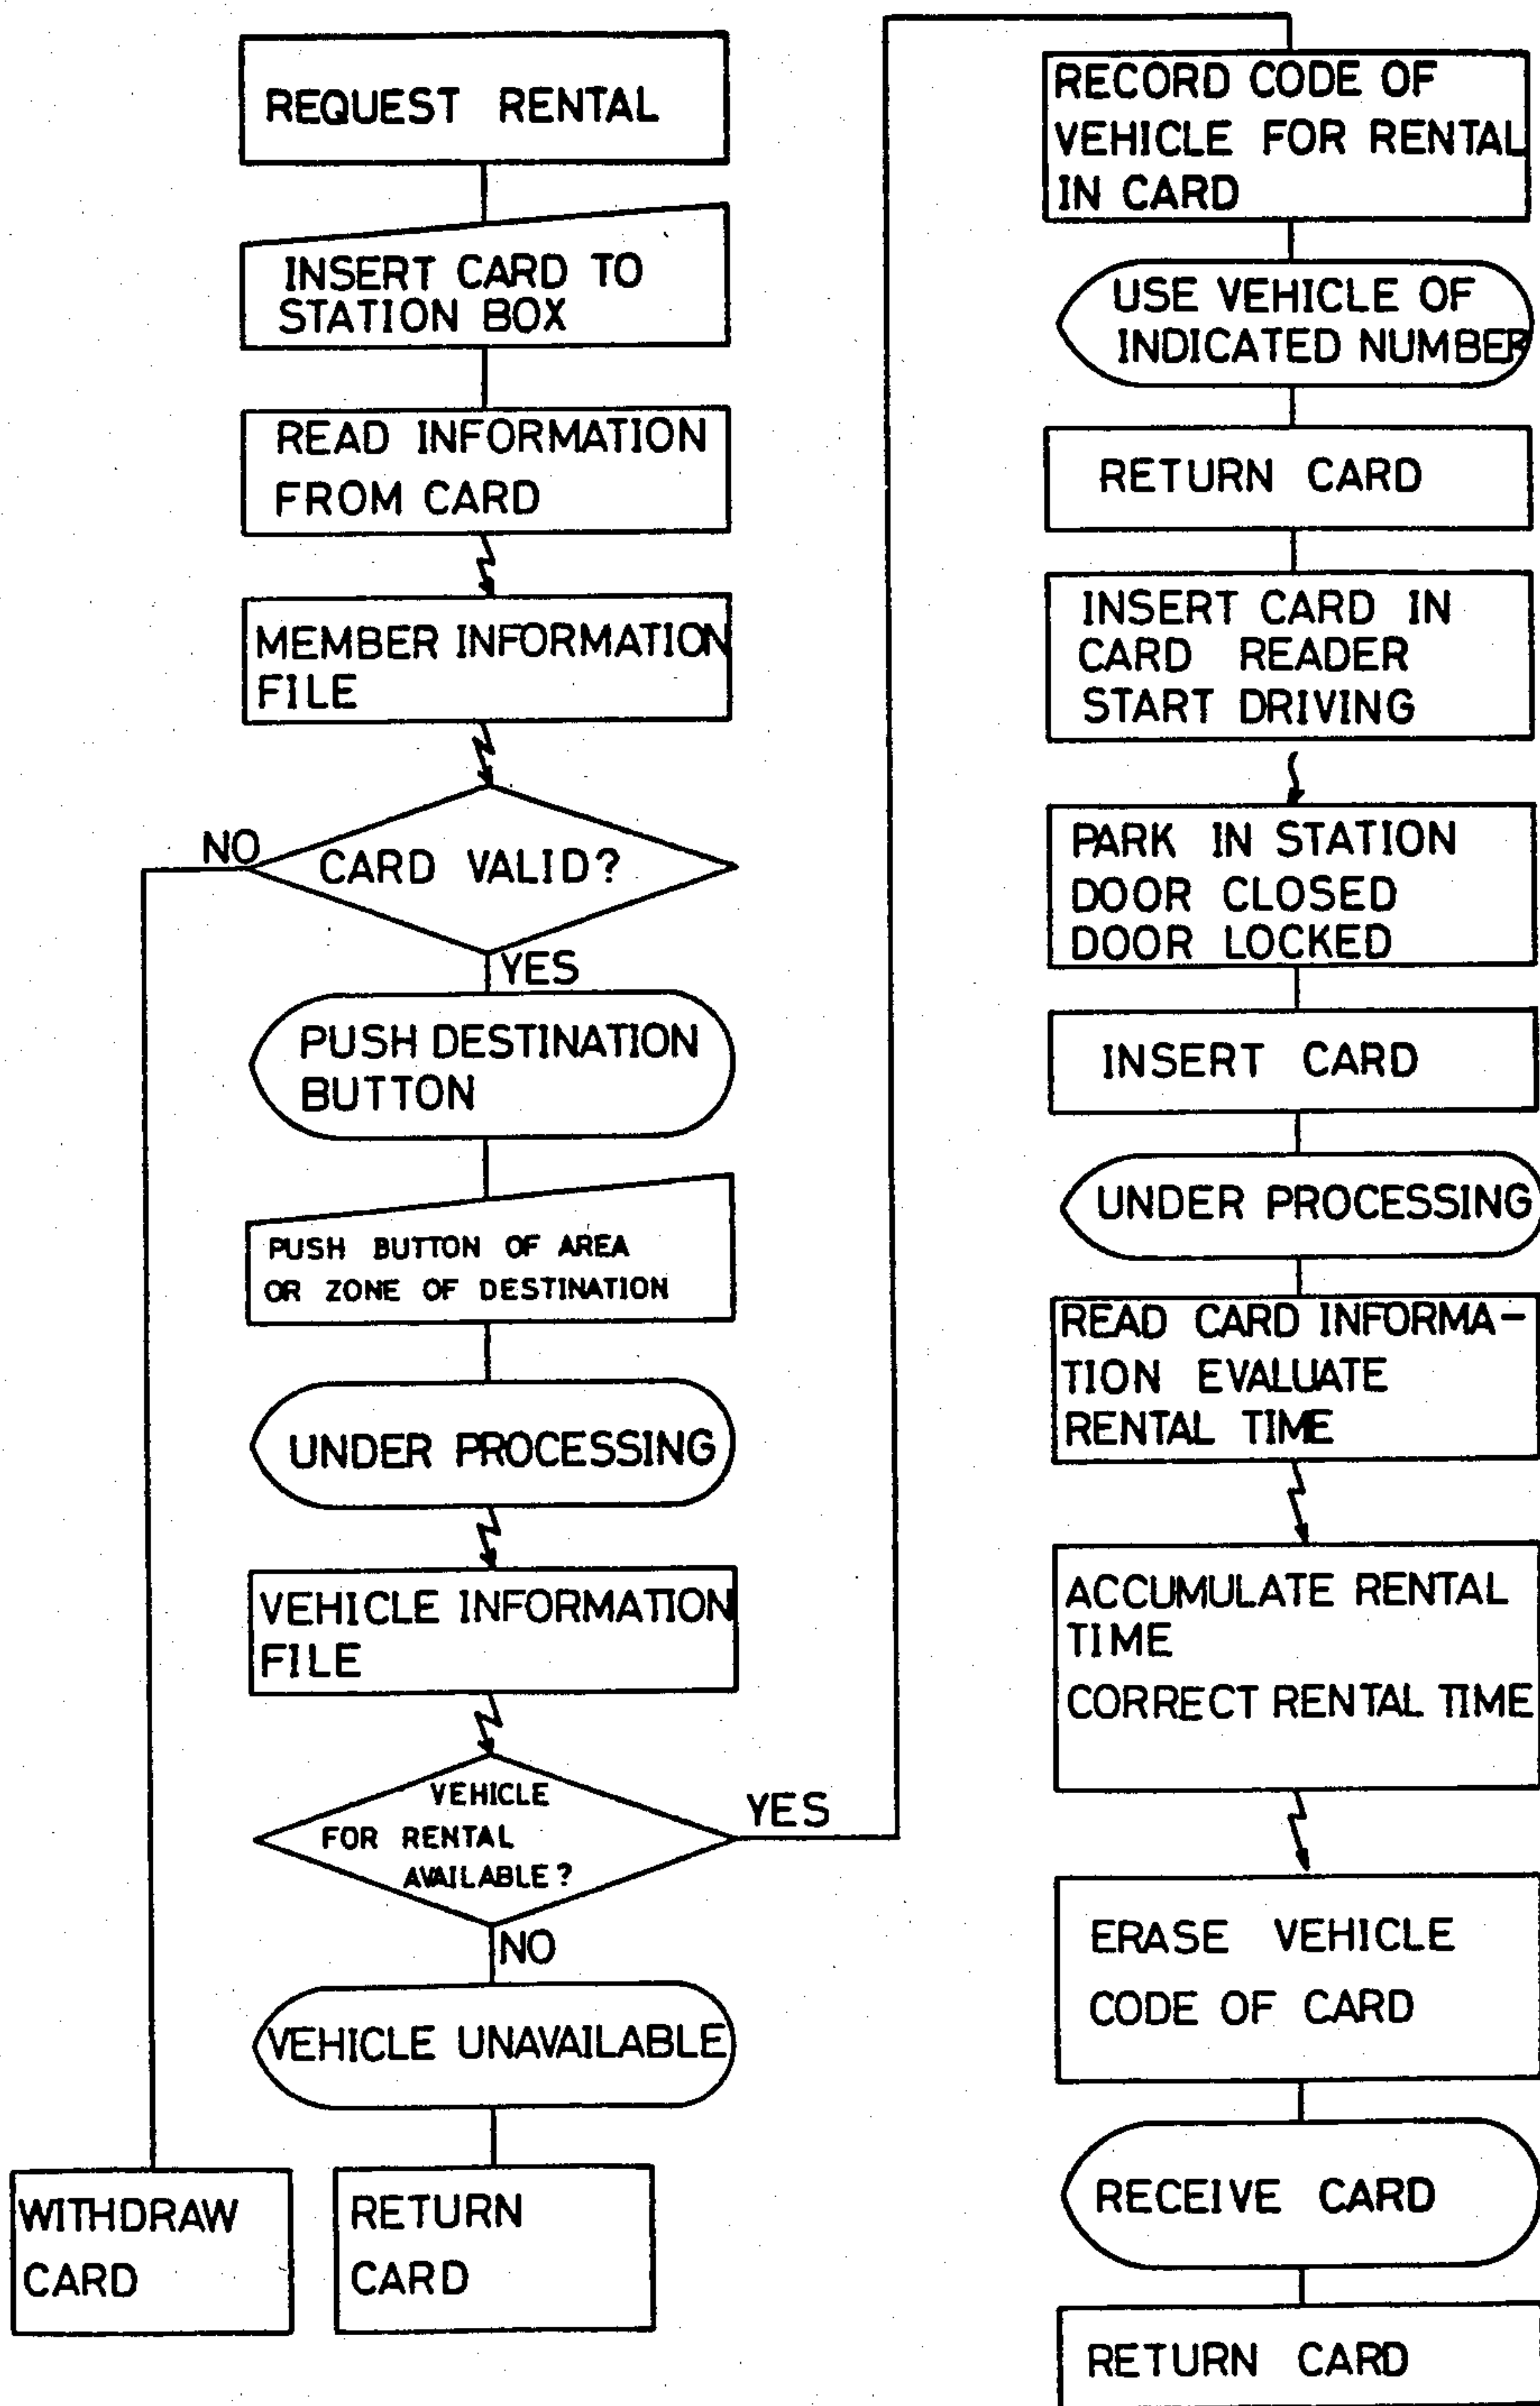 REQUEST RENTAL
INSERT CARD TO
STATION BOX
READ INFORMATION
FROM CARD
MEMBER INFORMATION
FILE
NO
CARD VALID?
YES
PUSH DESTINATION
BUTTON
PUSH BUTTON OF AREA
OR ZONE OF DESTINATION
UNDER PROCESSING
VEHICLE INFORMATION
FILE
VEHICLE
FOR RENTAL
AVAILABLE?
YES
NO
VEHICLE UNAVAILABLE
WITHDRAW
CARD
RETURN
CARD
RECORD CODE OF
VEHICLE FOR RENTAL
IN CARD
USE VEHICLE OF
INDICATED NUMBER
RETURN CARD
INSERT CARD IN
CARD READER
START DRIVING
PARK IN STATION
DOOR CLOSED
DOOR LOCKED
INSERT CARD
UNDER PROCESSING
READ CARD INFORMA-
TION EVALUATE
RENTAL TIME
ACCUMULATE RENTAL
TIME
CORRECT RENTAL TIME
ERASE VEHICLE
CODE OF CARD
RECEIVE CARD
RETURN CARD